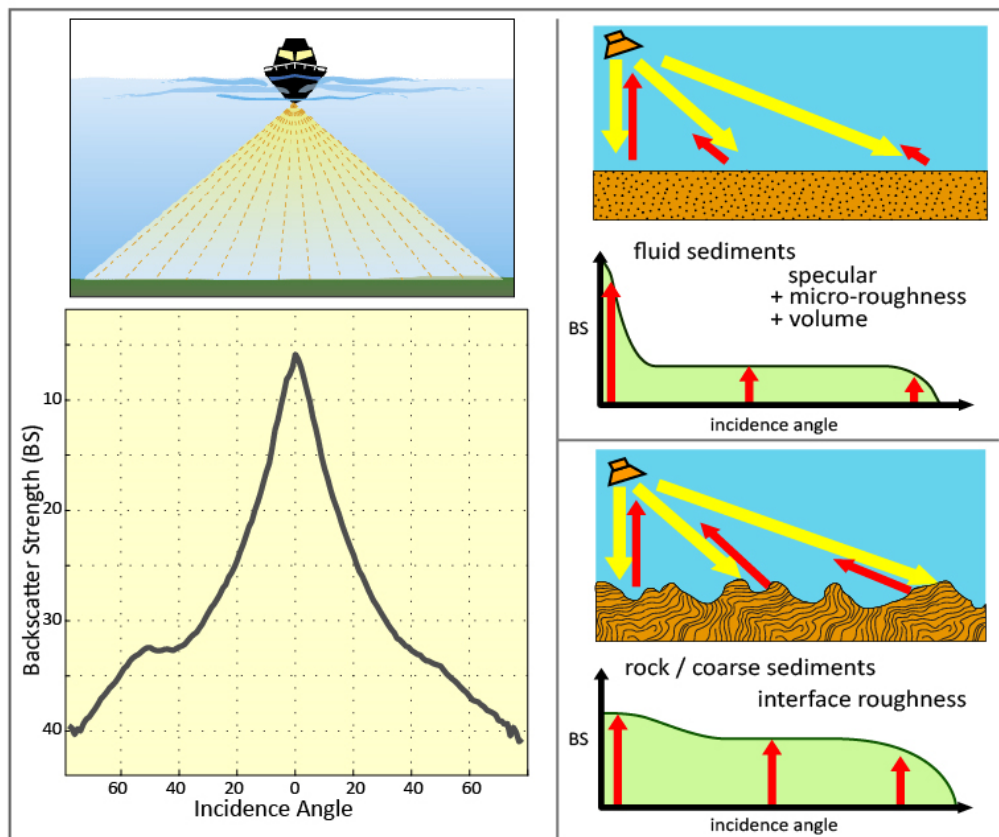 10
20
30
40
Backscatter Strength (BS)
60
40
20
0
20
40
60
Incidence Angle
fluid sediments
specular
+ micro-roughness
+ volume
BS
incidence angle
rock / coarse sediments
interface roughness
BS
incidence angle